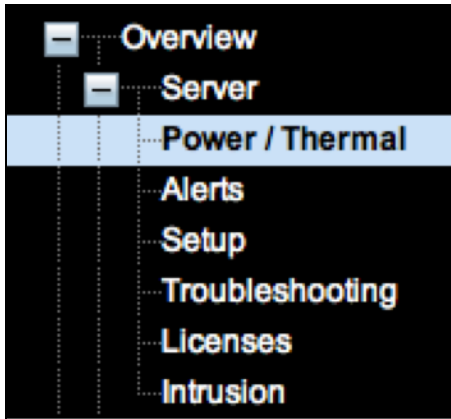 Overview
Server
Power / Thermal
Alerts
Setup
Troubleshooting
Licenses
Intrusion